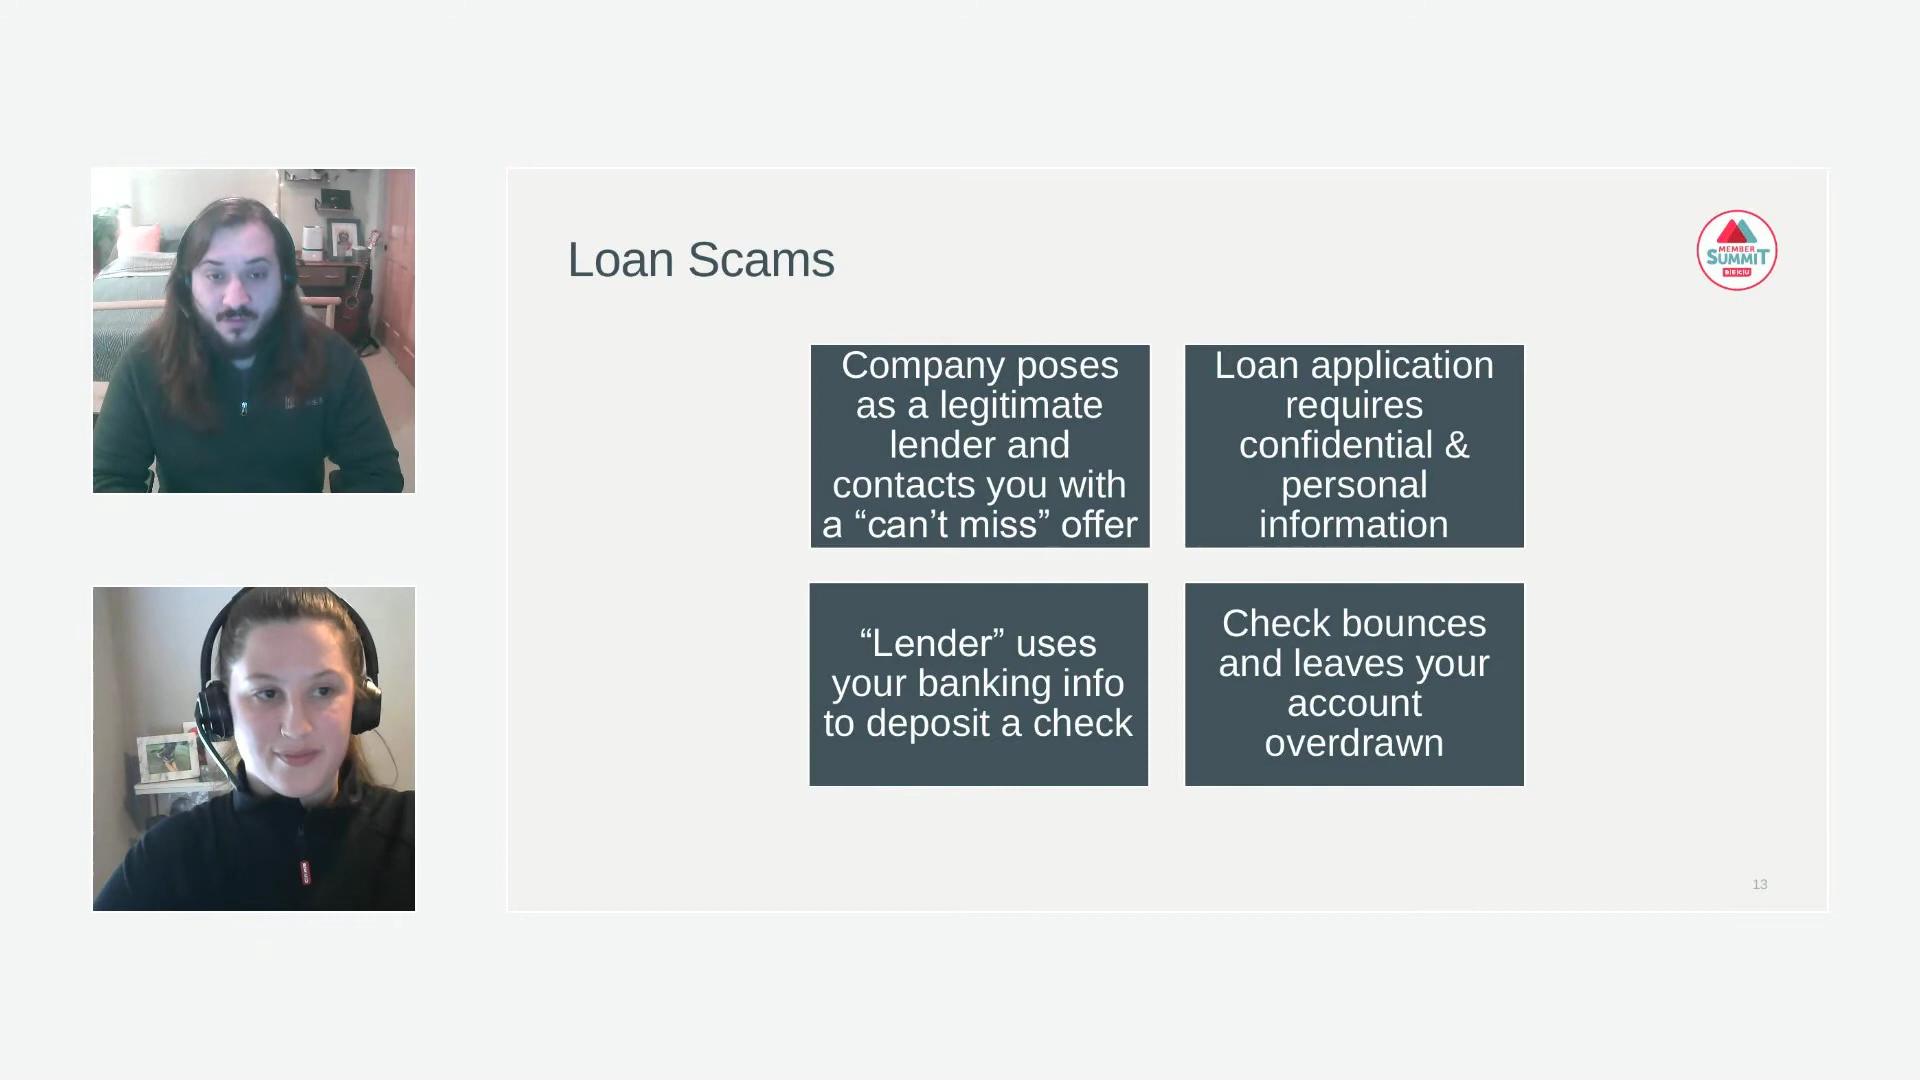 Loan Scams
MEMBER
SUMMIT
BECU
Company poses
as a legitimate
lender and
contacts you with
a “can’t miss” offer
Loan application
requires
confidential &
personal
information
“Lender” uses
your banking info
to deposit a check
Check bounces
and leaves your
account
overdrawn
13